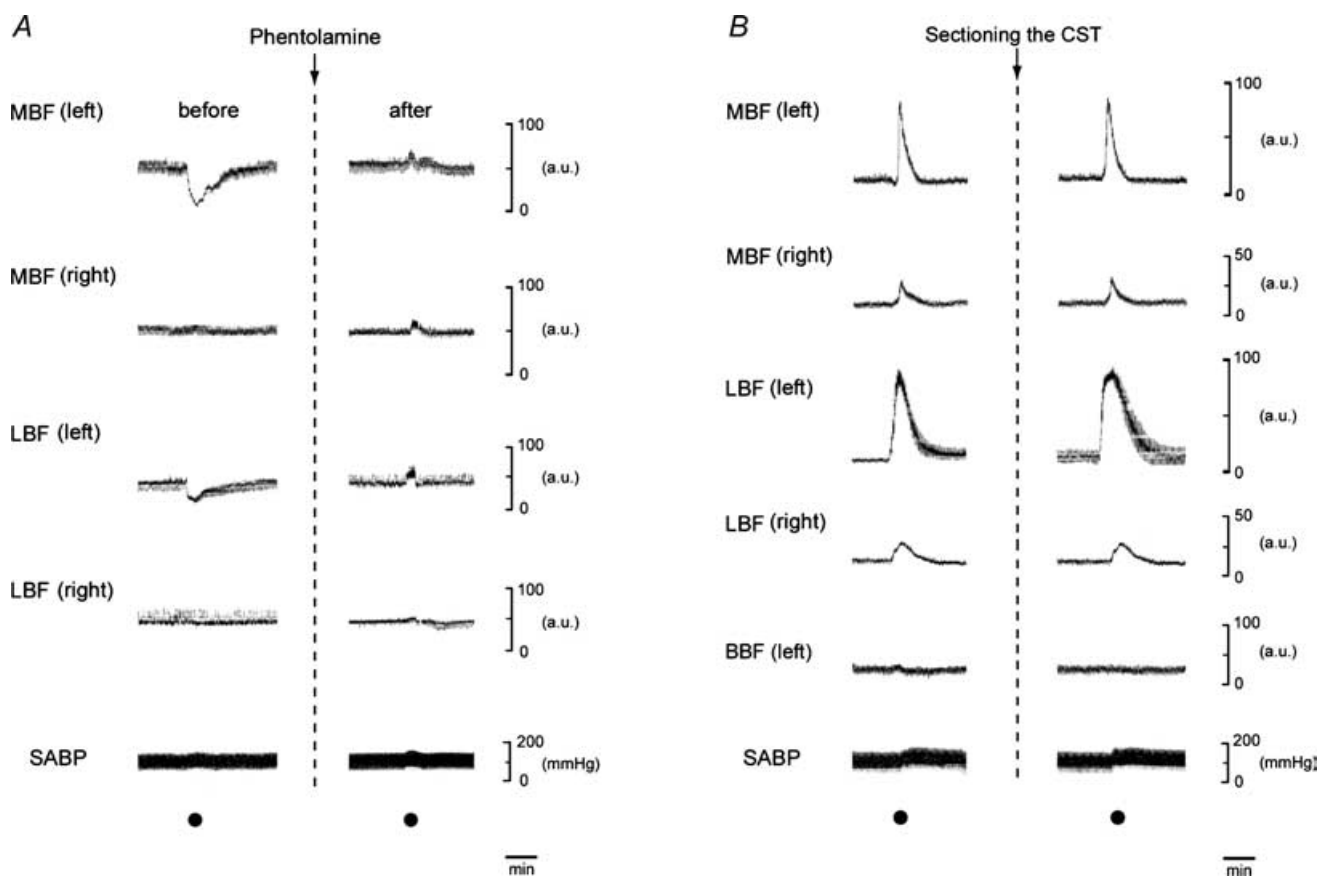 A
Phentolamine
before
after
MBF (left)
100
(a.u.)
0
MBF (right)
100
(a.u.)
0
LBF (left)
100
(a.u.)
0
LBF (right)
100
(a.u.)
0
SABP
200
(mmHg)
0
min
B
Sectioning the CST
MBF (left)
100
(a.u.)
0
MBF (right)
50
(a.u.)
0
LBF (left)
100
(a.u.)
0
LBF (right)
50
(a.u.)
0
BBF (left)
100
(a.u.)
0
SABP
200
(mmHg)
0
min